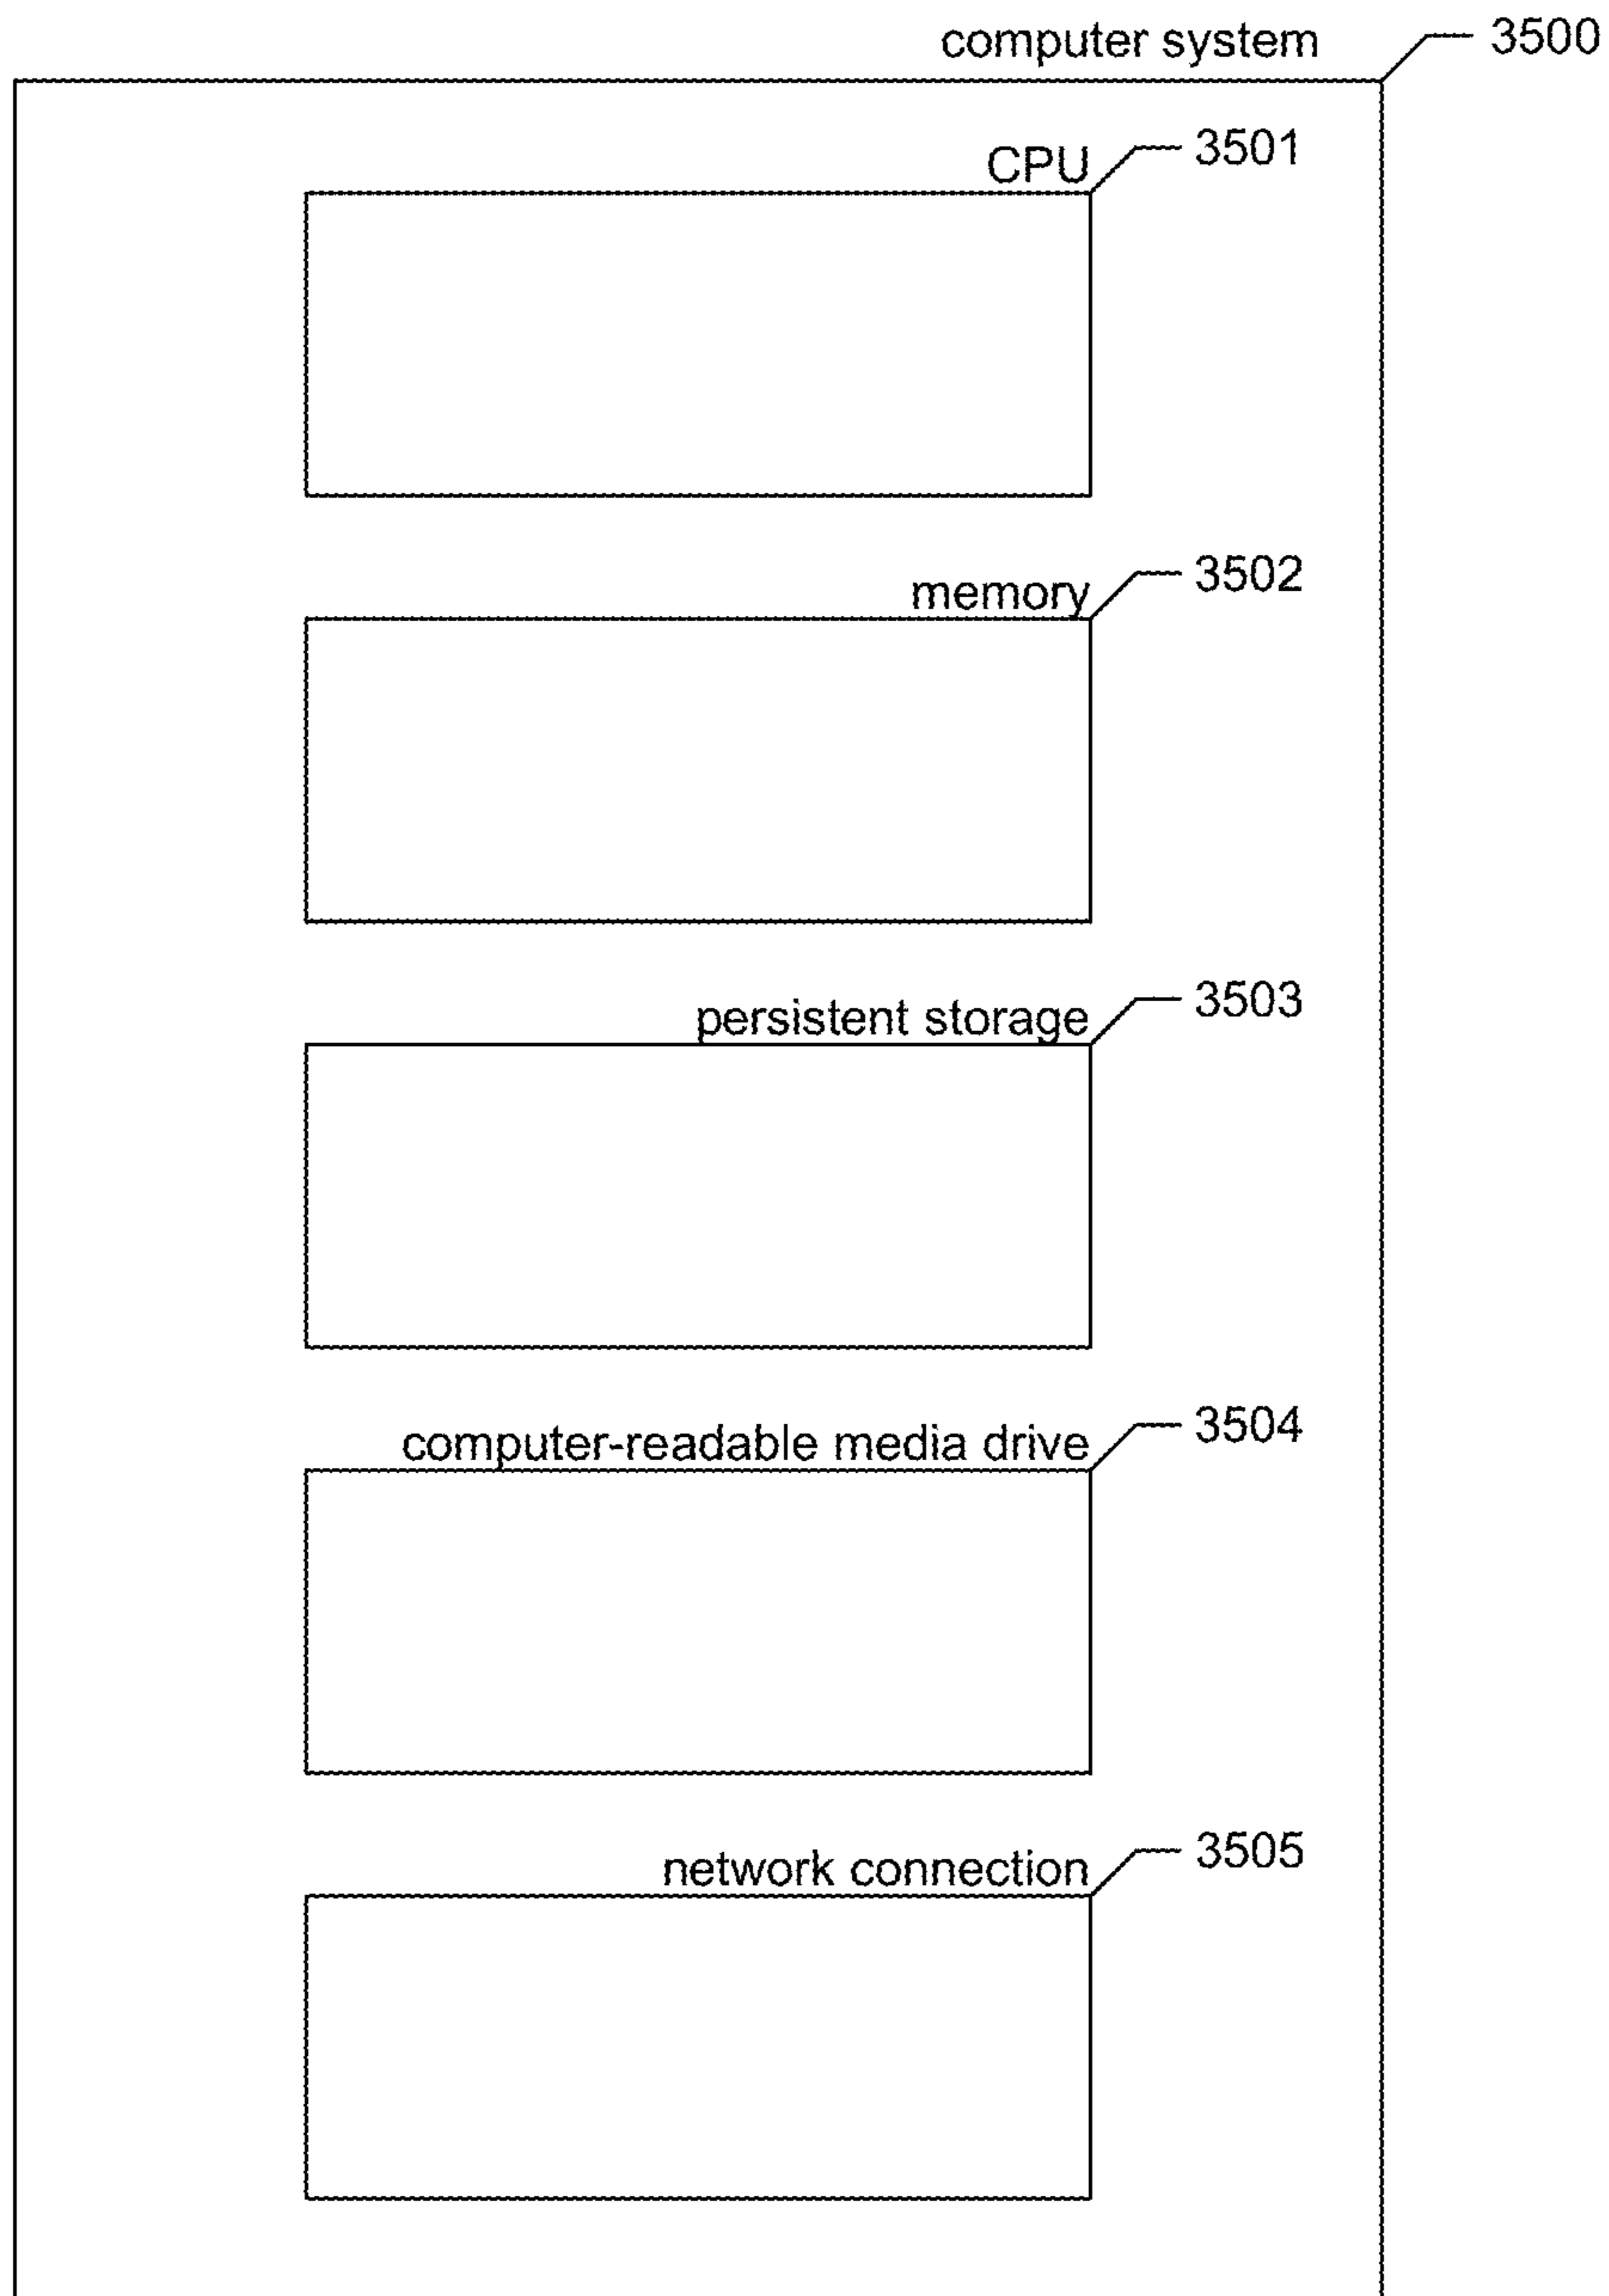 computer system 3500
CPU 3501
memory 3502
persistent storage 3503
computer-readable media drive 3504
network connection 3505